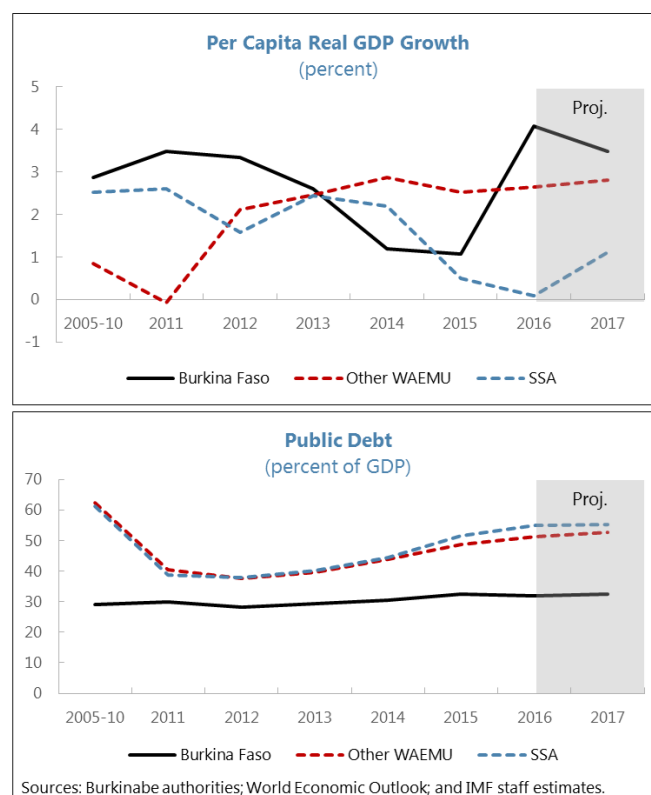 Per Capita Real GDP Growth
(percent)
5
4
3
2
1
0
-1
Proj.
2005-10 2011 2012 2013 2014 2015 2016 2017
Burkina Faso Other WAEMU SSA
Public Debt
(percent of GDP)
70
60
50
40
30
20
10
0
Proj.
2005-10 2011 2012 2013 2014 2015 2016 2017
Burkina Faso Other WAEMU SSA
Sources: Burkinabe authorities; World Economic Outlook; and IMF staff estimates.